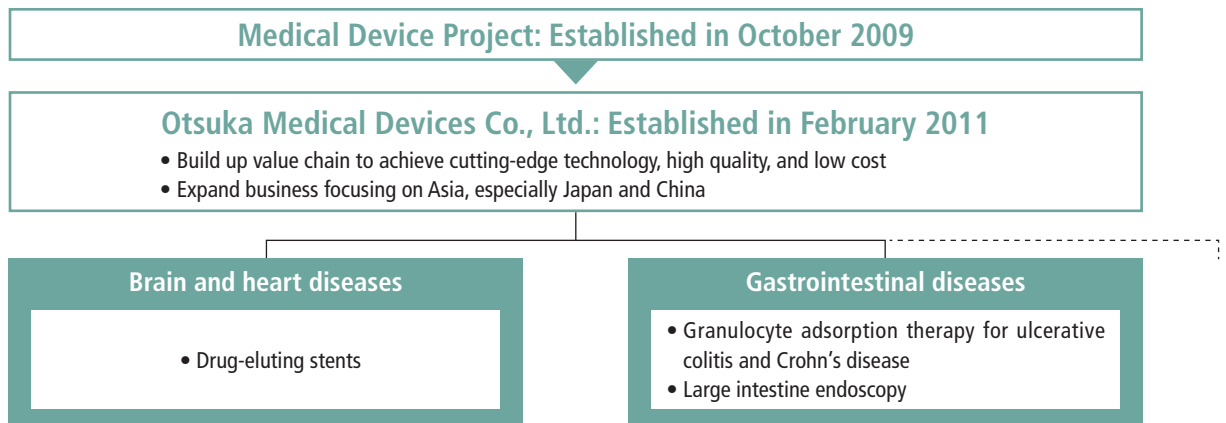 Medical Device Project: Established in October 2009
Otsuka Medical Devices Co., Ltd.: Established in February 2011
• Build up value chain to achieve cutting-edge technology, high quality, and low cost
• Expand business focusing on Asia, especially Japan and China
Brain and heart diseases
• Drug-eluting stents
Gastrointestinal diseases
• Granulocyte adsorption therapy for ulcerative
colitis and Crohn’s disease
• Large intestine endoscopy